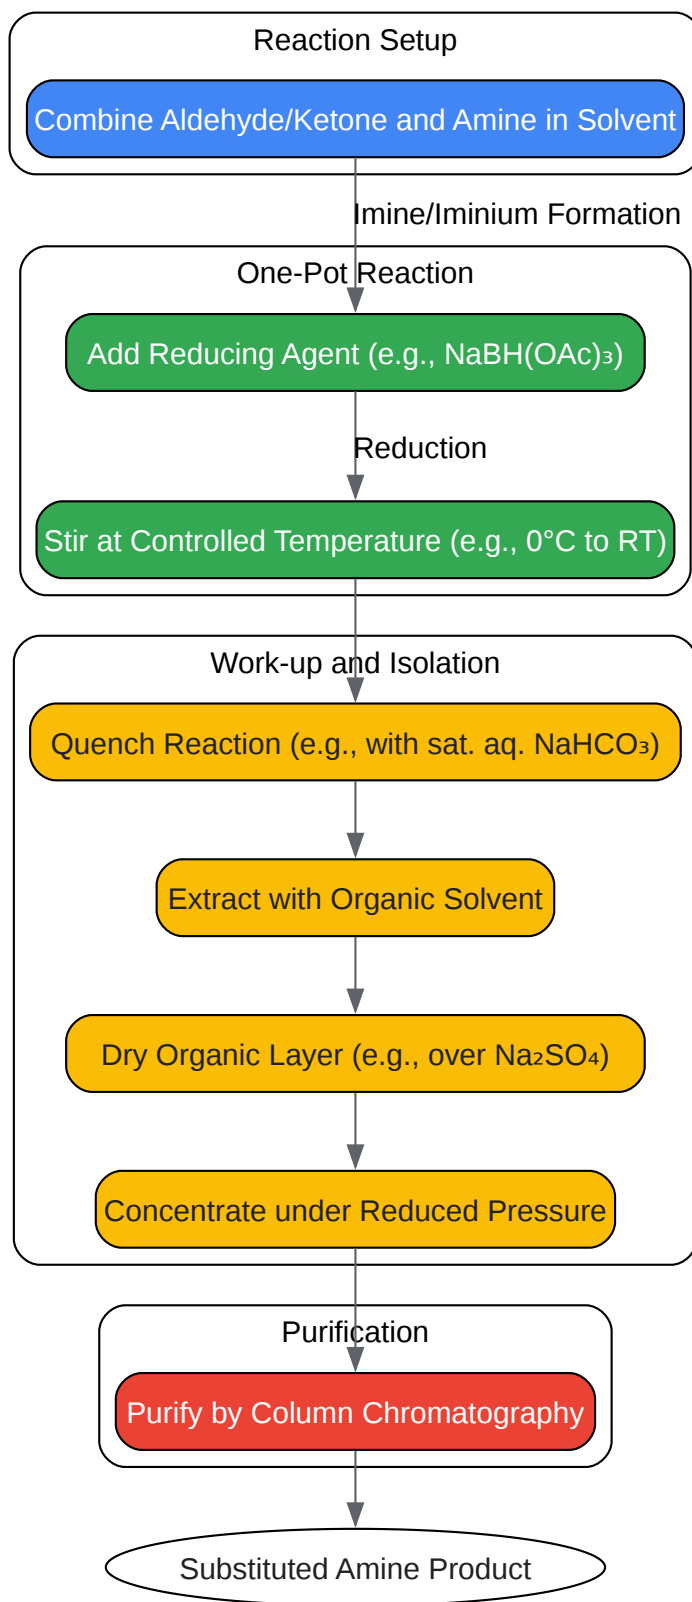 Reaction Setup
Combine Aldehyde/Ketone and Amine in Solvent
Imine/Iminium Formation
One-Pot Reaction
Add Reducing Agent (e.g., NaBH(OAc)₃)
Reduction
Stir at Controlled Temperature (e.g., 0°C to RT)
Work-up and Isolation
Quench Reaction (e.g., with sat. aq. NaHCO₃)
Extract with Organic Solvent
Dry Organic Layer (e.g., over Na₂SO₄)
Concentrate under Reduced Pressure
Purification
Purify by Column Chromatography
Substituted Amine Product